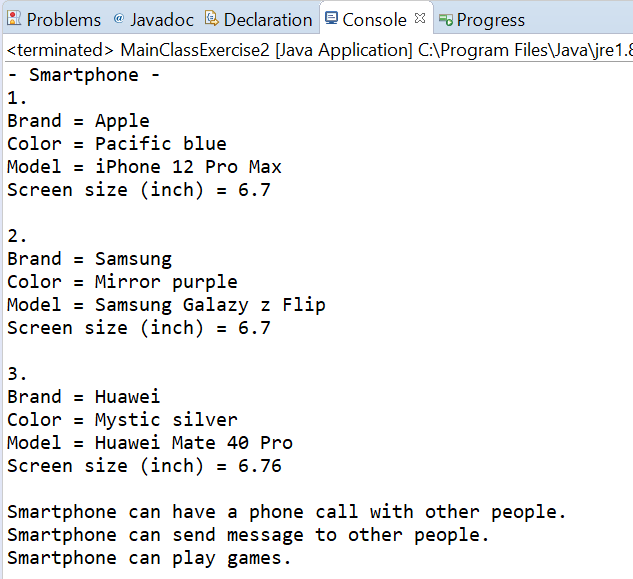 Problems @ Javadoc Declaration Console Progress
<terminated> MainClassExercise2 [Java Application] C:\Program Files\Java\jre1.8
- Smartphone -
1.
Brand = Apple
Color = Pacific blue
Model = iPhone 12 Pro Max
Screen size (inch) = 6.7
2.
Brand = Samsung
Color = Mirror purple
Model = Samsung Galazy z Flip
Screen size (inch) = 6.7
3.
Brand = Huawei
Color = Mystic silver
Model = Huawei Mate 40 Pro
Screen size (inch) = 6.76
Smartphone can have a phone call with other people.
Smartphone can send message to other people.
Smartphone can play games.